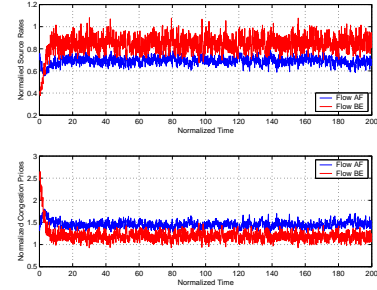 1.2
1
0.8
0.6
0.4
0.2
Normalised Source Rates
Flow AF
Flow BE
0 20 40 60 80 100 120 140 160 180 200
Normalized Time
3
2.5
2
1.5
1
0.5
Normalized Congestion Prices
Flow AF
Flow BE
0 20 40 60 80 100 120 140 160 180 200
Normalized Time